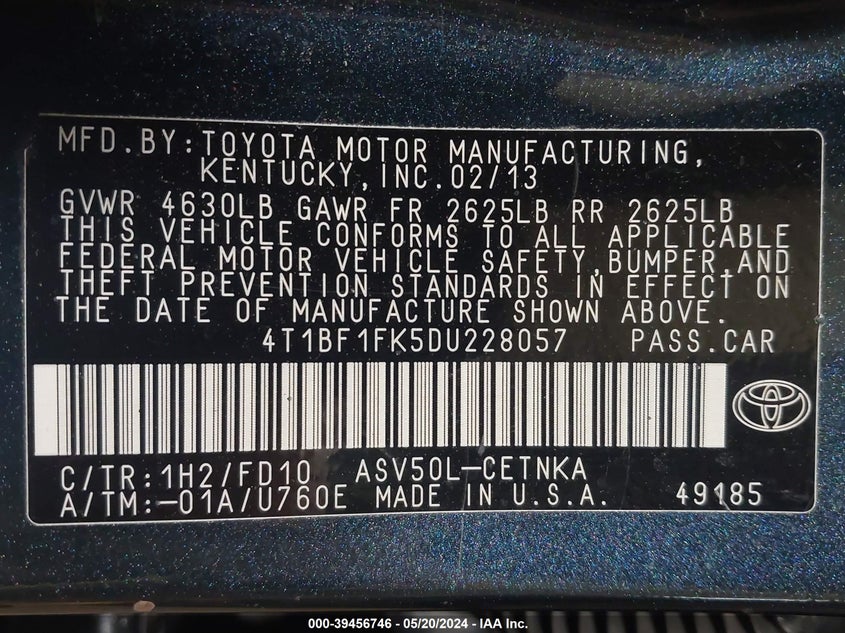 MFD.BY:TOYOTA MOTOR MANUFACTURING,
KENTUCKY,INC.02/13
GVWR 4630LB GAWR FR 2625LB RR 2625LB
THIS VEHICLE CONFORMS TO ALL APPLICABLE
FEDERAL MOTOR VEHICLE SAFETY,BUMPER,AND
THEFT PREVENTION STANDARDS IN EFFECT ON
THE DATE OF MANUFACTURE SHOWN ABOVE.
4T1BF1FK5DU228057 PASS.CAR
C/TR:1H2/FD10 ASV50L-CETNKA
A/TM:-01A/U760E MADE IN U.S.A. 49185
000-39456746 - 05/20/2024 - IAA Inc.